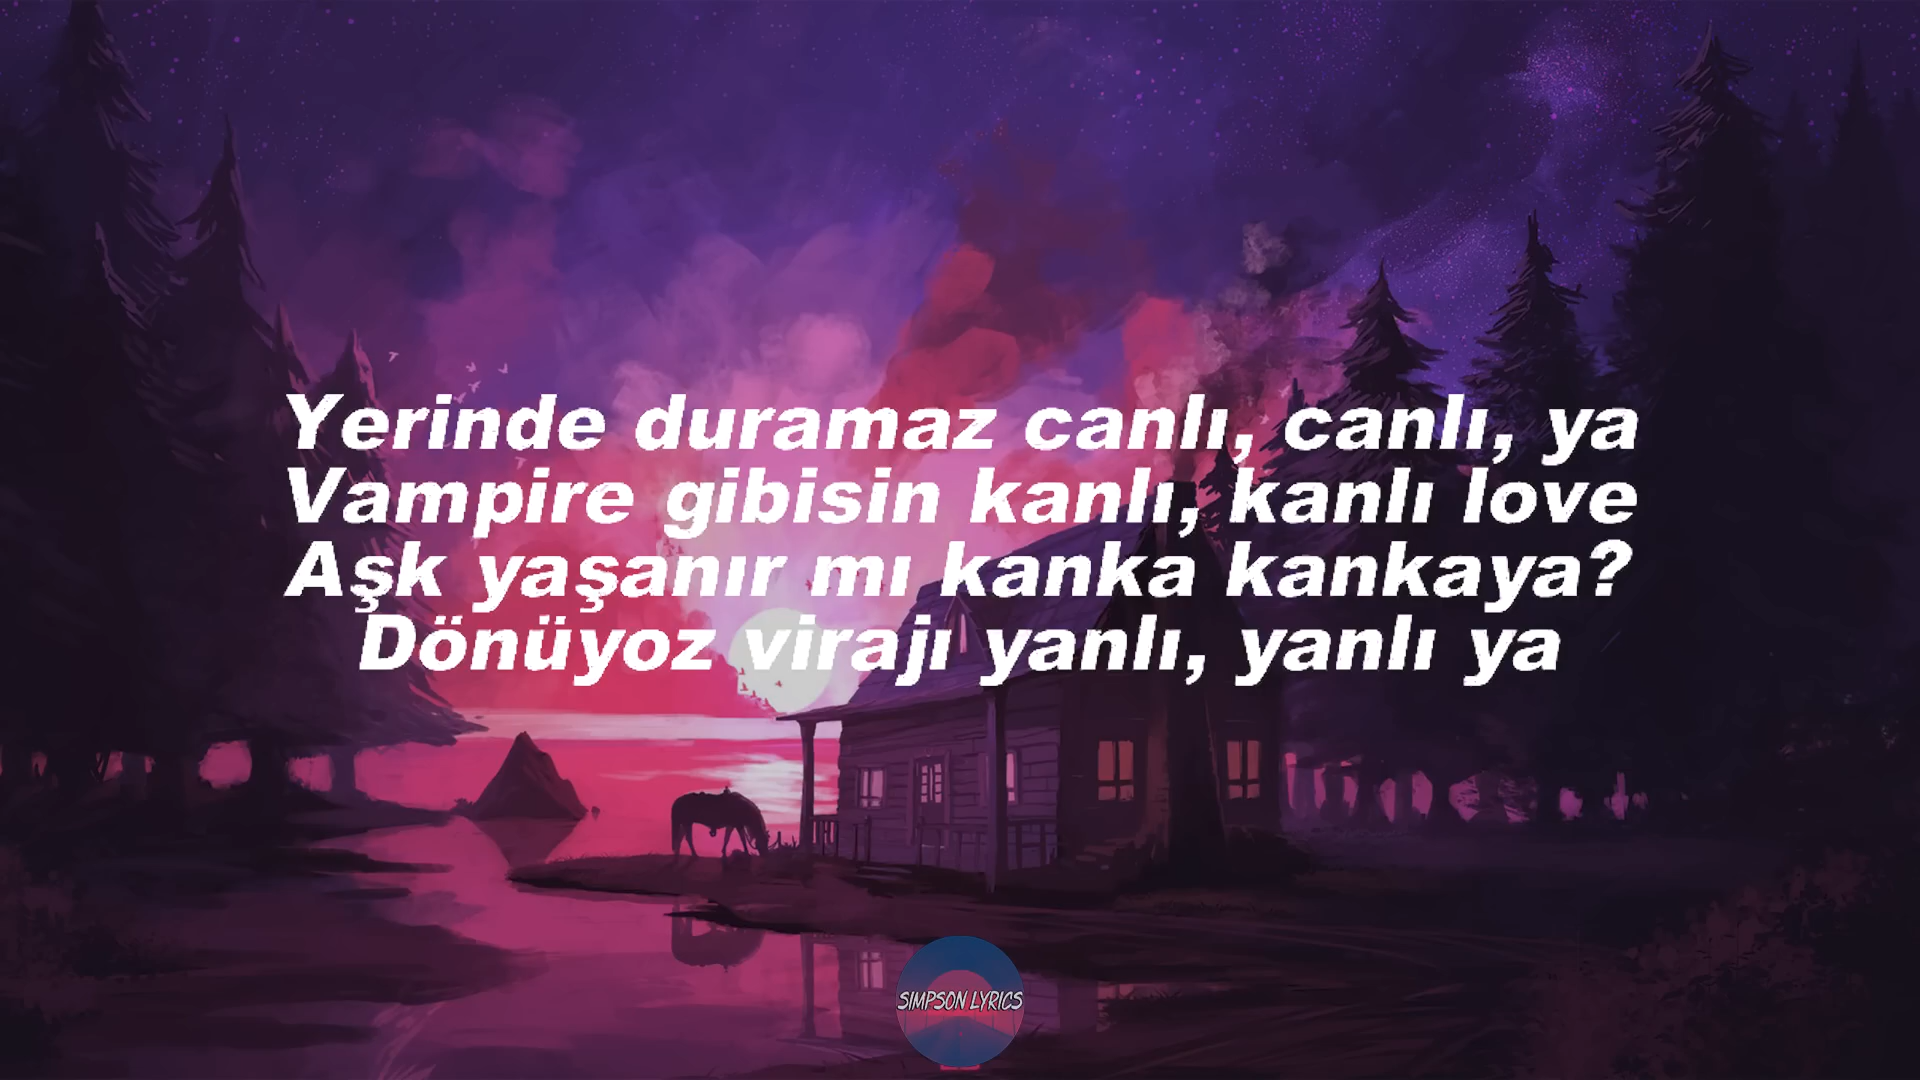 Yerinde duramaz canlı, canlı, ya
Vampire gibisin kanlı, kanlı love
Aşk yaşanır mı kanka kankaya?
Dönüyoz virajı yanlı, yanlı ya
SIMPSON LYRICS